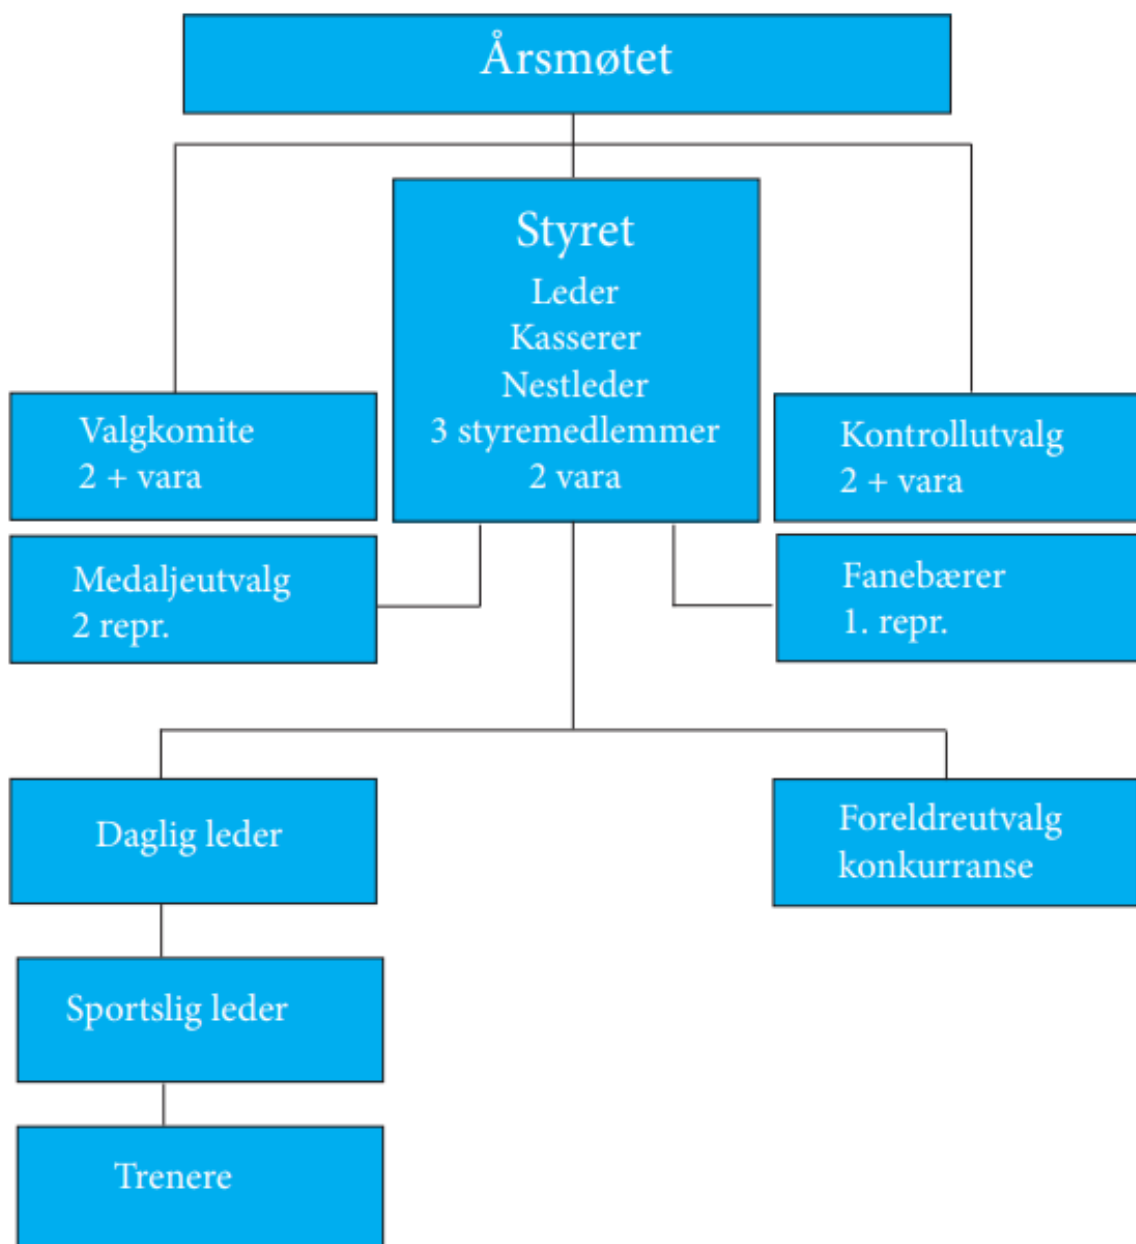 Årsmøtet
Styret
Leder
Kasserer
Nestleder
3 styremedlemmer
2 vara
Valgkomite
2 + vara
Kontrollutvalg
2 + vara
Medaljeutvalg
2 repr.
Fanebærer
1. repr.
Daglig leder
Foreldreutvalg
konkurranse
Sportslig leder
Trenere